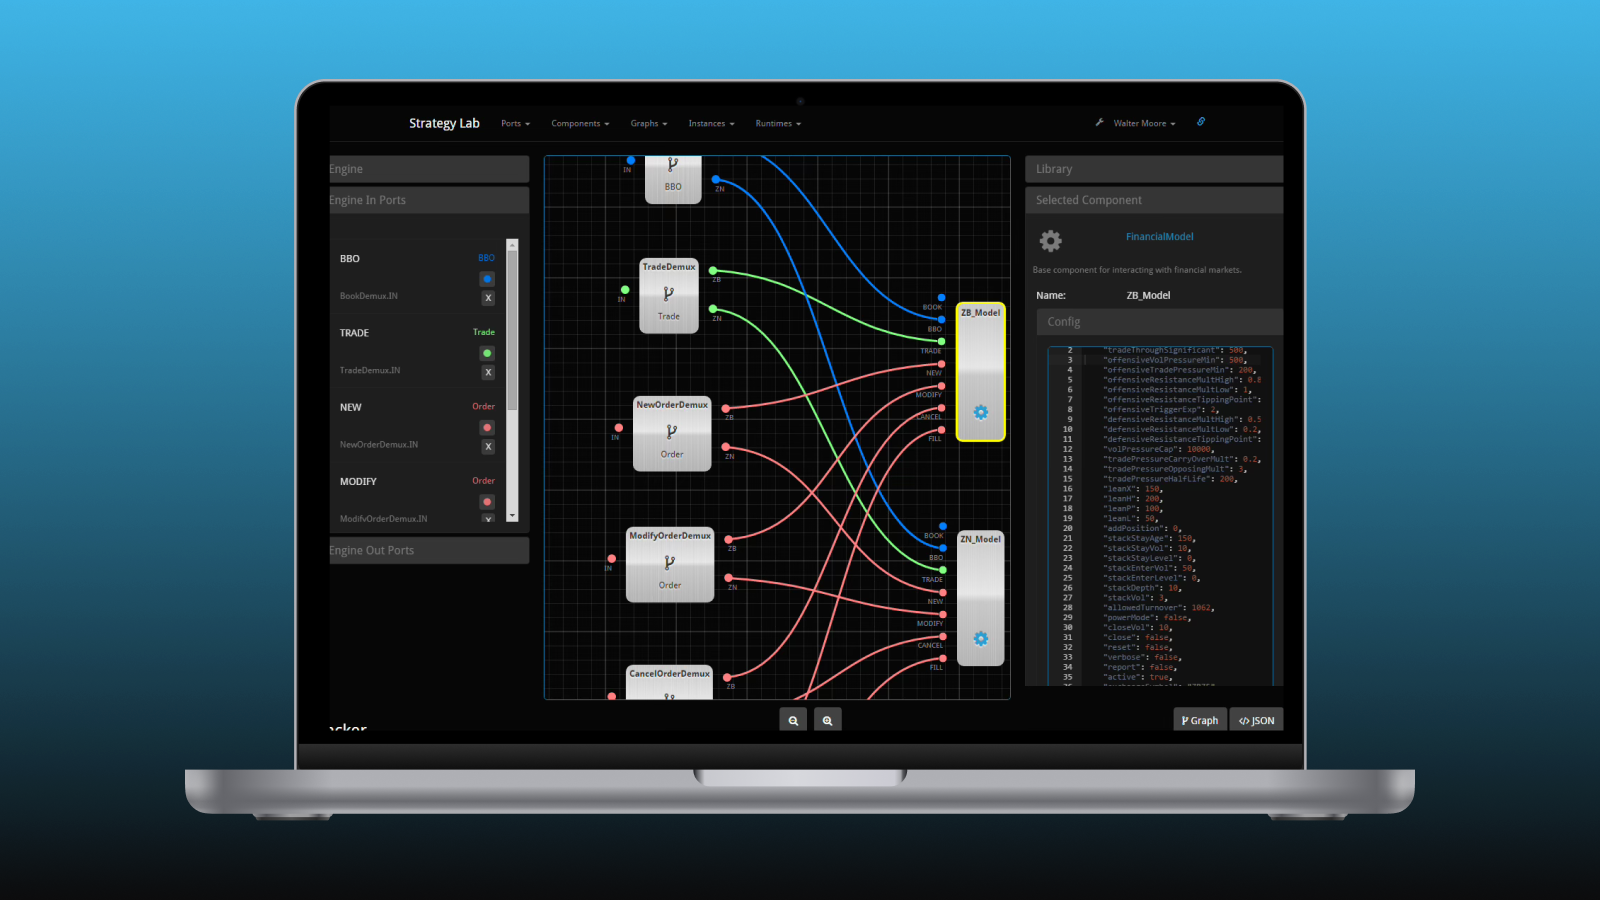 Strategy Lab Ports Components Graphs Instances Runtimes Walter Moore
Engine
Engine In Ports
BBO BBO
BookDemux.IN X
TRADE Trade
TradeDemux.IN X
NEW Order
NewOrderDemux.IN X
MODIFY Order
ModifyOrderDemux.IN X
Engine Out Ports
IN
BBO
ZN
TradeDemux
ZB
IN
Trade
ZN
NewOrderDemux
ZB
IN
Order
ZN
ModifyOrderDemux
ZB
IN
Order
ZN
CancelOrderDemux
ZB
ZB_Model
BOOK
BBO
TRADE
NEW
MODIFY
CANCEL
FILL
ZN_Model
BOOK
BBO
TRADE
NEW
MODIFY
CANCEL
FILL
Library
Selected Component
FinancialModel
Base component for interacting with financial markets.
Name: ZB_Model
Config
2 "tradeThroughSignificant": 500,
3 "offensiveVolPressureMin": 500,
4 "offensiveTradePressureMin": 200,
5 "offensiveResistanceMultHigh": 0.8
6 "offensiveResistanceMultLow": 1,
7 "offensiveResistanceTippingPoint":
8 "offensiveTriggerExp": 2,
9 "defensiveResistanceMultHigh": 0.5
10 "defensiveResistanceMultLow": 0.2,
11 "defensiveResistanceTippingPoint":
12 "volPressureCap": 10000,
13 "tradePressureCarryOverMult": 0.2,
14 "tradePressureOpposingMult": 3,
15 "tradePressureHalfLife": 200,
16 "leanX": 150,
17 "leanH": 200,
18 "leanP": 100,
19 "leanL": 50,
20 "addPosition": 0,
21 "stackStayAge": 150,
22 "stackStayVol": 10,
23 "stackStayLevel": 0,
24 "stackEnterVol": 50,
25 "stackEnterLevel": 0,
26 "stackDepth": 10,
27 "stackVol": 3,
28 "allowedTurnover": 1062,
29 "powerMode": false,
30 "closeVol": 10,
31 "close": false,
32 "reset": false,
33 "verbose": false,
34 "report": false,
35 "active": true,
Graph </> JSON